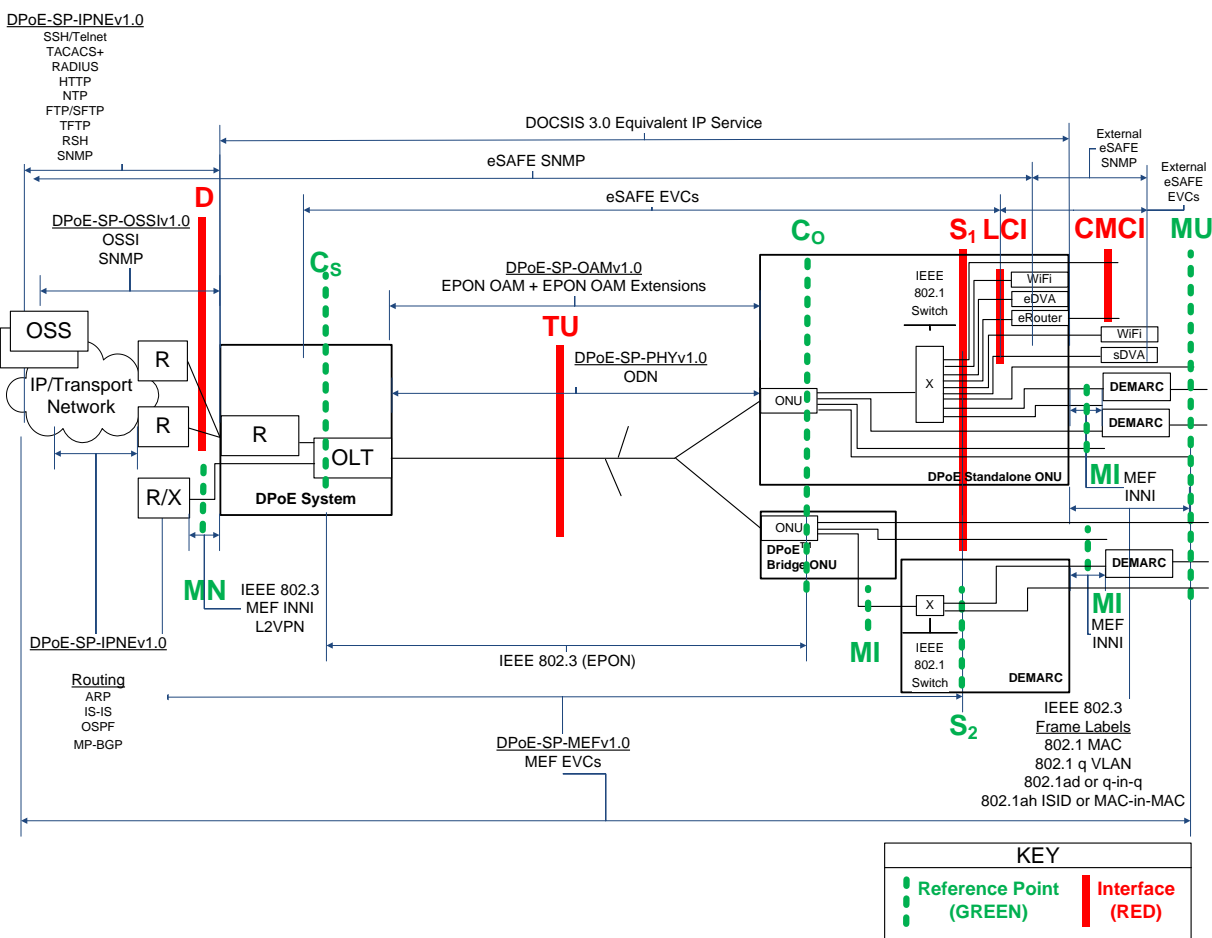 DPoE-SP-IPNEv1.0
SSH/Telnet
TACACS+
RADIUS
HTTP
NTP
FTP/SFTP
TFTP
RSH
SNMP
DOCSIS 3.0 Equivalent IP Service
External
eSAFE
SNMP
eSAFE SNMP
External
eSAFE
EVCs
D
eSAFE EVCs
DPoE-SP-OSSIv1.0
OSSI
SNMP
CS
CO
S1
LCI
CMCI
MU
DPoE-SP-OAMv1.0
EPON OAM + EPON OAM Extensions
IEEE
802.1
Switch
WiFi
eDVA
eRouter
WiFi
sDVA
TU
OSS
IP/Transport
Network
R
R
R/X
R
OLT
DPoE System
DPoE-SP-PHYv1.0
ODN
ONU
X
DEMARC
DEMARC
DPoE Standalone ONU
MI
MEF
INNI
ONU
DPoE™
Bridge ONU
DEMARC
MN
IEEE 802.3
MEF INNI
L2VPN
MI
X
IEEE
802.1
Switch
DEMARC
MI
MEF
INNI
DPoE-SP-IPNEv1.0
IEEE 802.3 (EPON)
Routing
ARP
IS-IS
OSPF
MP-BGP
S2
DPoE-SP-MEFv1.0
MEF EVCs
IEEE 802.3
Frame Labels
802.1 MAC
802.1 q VLAN
802.1ad or q-in-q
802.1ah ISID or MAC-in-MAC
KEY
Reference Point
(GREEN)
Interface
(RED)